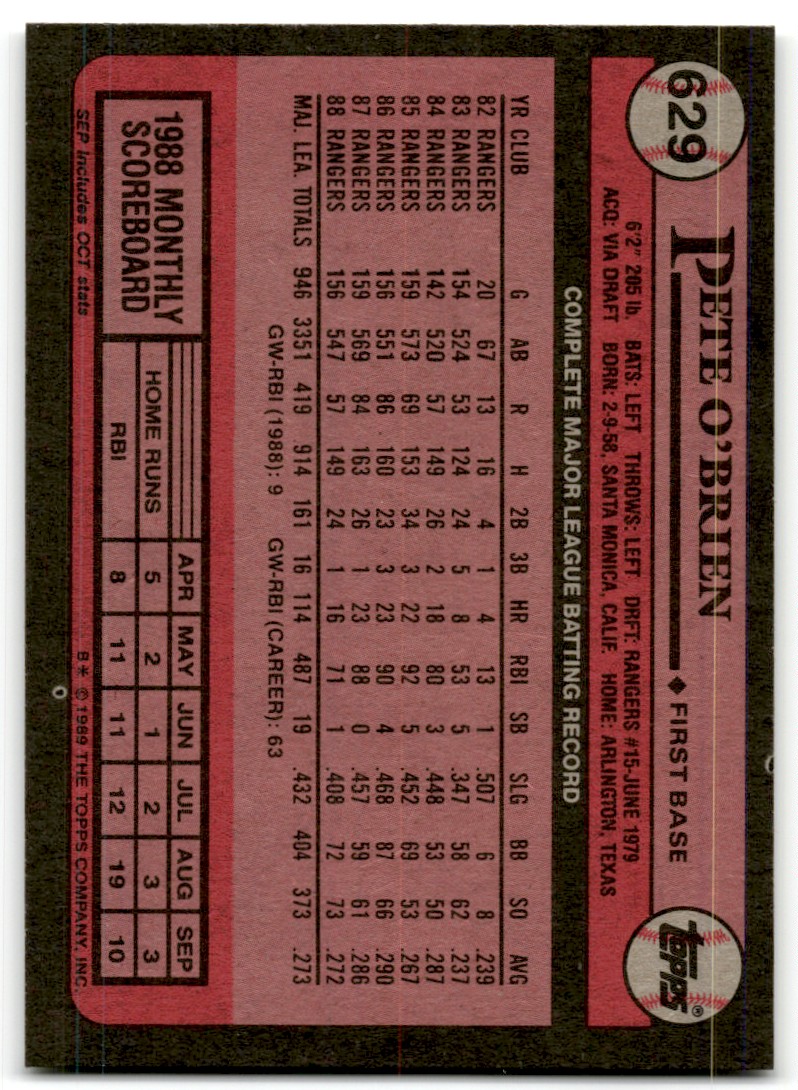 629
PETE O'BRIEN ◆ FIRST BASE
topps®
6'2" 205 lb. BATS: LEFT THROWS: LEFT DRFT: RANGERS #15-JUNE 1979
ACQ: VIA DRAFT BORN: 2-9-58, SANTA MONICA, CALIF. HOME: ARLINGTON, TEXAS
COMPLETE MAJOR LEAGUE BATTING RECORD
YR CLUB G AB R H 2B 3B HR RBI SB SLG BB SO AVG
82 RANGERS 20 67 13 16 4 1 4 13 1 .507 6 8 .239
83 RANGERS 154 524 53 124 24 5 8 53 5 .347 58 62 .237
84 RANGERS 142 520 57 149 26 2 18 80 3 .448 53 50 .287
85 RANGERS 159 573 69 153 34 3 22 92 5 .452 69 53 .267
86 RANGERS 156 551 86 160 23 3 23 90 4 .468 87 66 .290
87 RANGERS 159 569 84 163 26 1 23 88 0 .457 59 61 .286
88 RANGERS 156 547 57 149 24 1 16 71 1 .408 72 73 .272
MAJ. LEA. TOTALS 946 3351 419 914 161 16 114 487 19 .432 404 373 .273
GW-RBI (1988): 9 GW-RBI (CAREER): 63
1988 MONTHLY
SCOREBOARD
APR MAY JUN JUL AUG SEP
HOME RUNS 5 2 1 2 3 3
RBI 8 11 11 12 19 10
SEP includes OCT stats
B* © 1989 THE TOPPS COMPANY, INC.